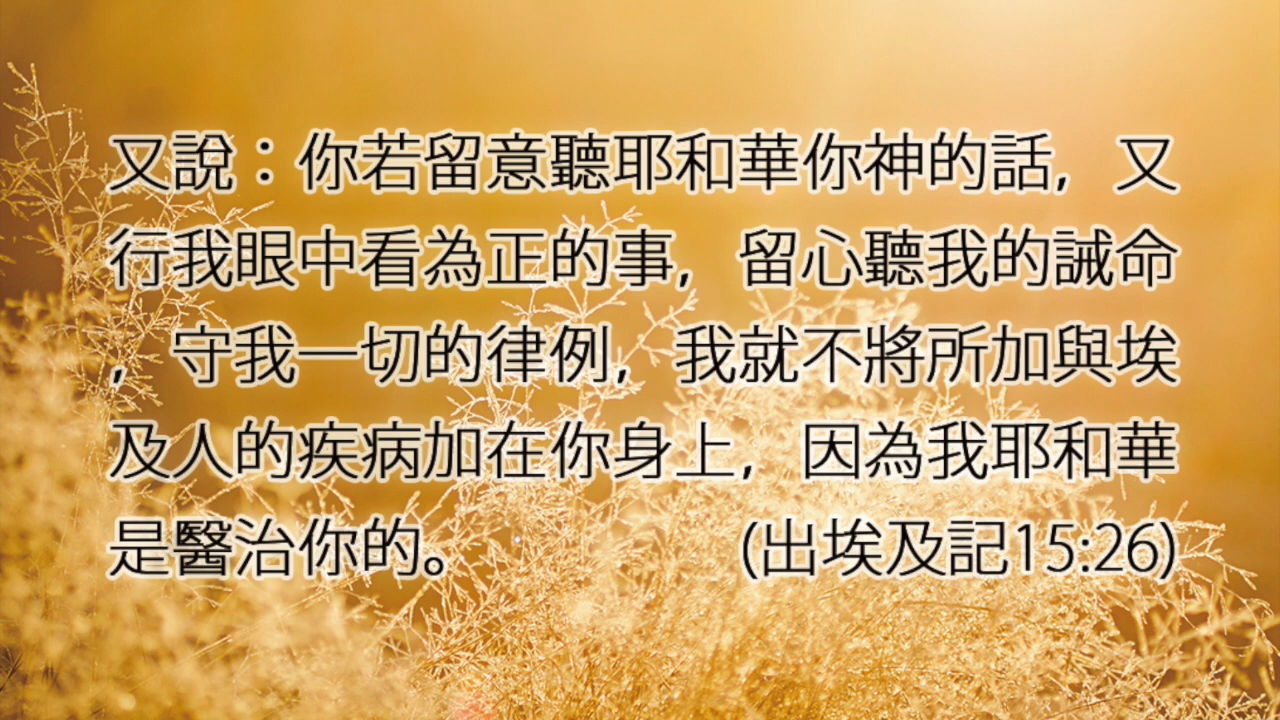 又說：你若留意聽耶和華你神的話，又
行我眼中看為正的事，留心聽我的誡命
，守我一切的律例，我就不將所加與埃
及人的疾病加在你身上，因為我耶和華
是醫治你的。 (出埃及記15:26)